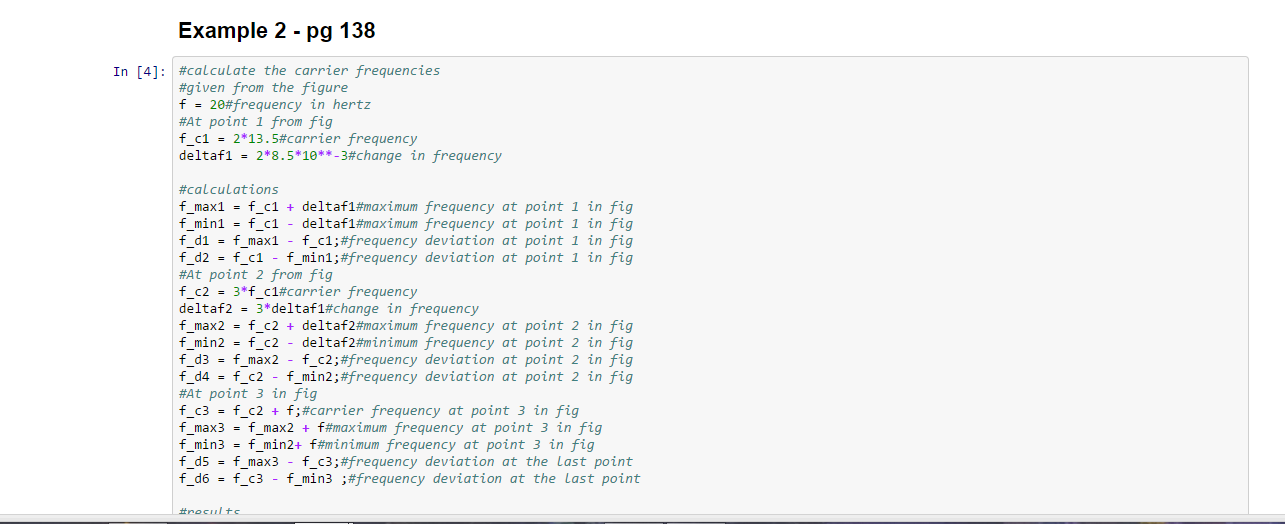 Example 2 - pg 138
In [4]: #calculate the carrier frequencies
#given from the figure
f = 20#frequency in hertz
#At point 1 from fig
f_c1 = 2*13.5#carrier frequency
deltaf1 = 2*8.5*10**-3#change in frequency
#calculations
f_max1 = f_c1 + deltaf1#maximum frequency at point 1 in fig
f_min1 = f_c1 - deltaf1#maximum frequency at point 1 in fig
f_d1 = f_max1 - f_c1;#frequency deviation at point 1 in fig
f_d2 = f_c1 - f_min1;#frequency deviation at point 1 in fig
#At point 2 from fig
f_c2 = 3*f_c1#carrier frequency
deltaf2 = 3*deltaf1#change in frequency
f_max2 = f_c2 + deltaf2#maximum frequency at point 2 in fig
f_min2 = f_c2 - deltaf2#minimum frequency at point 2 in fig
f_d3 = f_max2 - f_c2;#frequency deviation at point 2 in fig
f_d4 = f_c2 - f_min2;#frequency deviation at point 2 in fig
#At point 3 in fig
f_c3 = f_c2 + f;#carrier frequency at point 3 in fig
f_max3 = f_max2 + f#maximum frequency at point 3 in fig
f_min3 = f_min2+ f#minimum frequency at point 3 in fig
f_d5 = f_max3 - f_c3;#frequency deviation at the last point
f_d6 = f_c3 - f_min3 ;#frequency deviation at the last point
#results